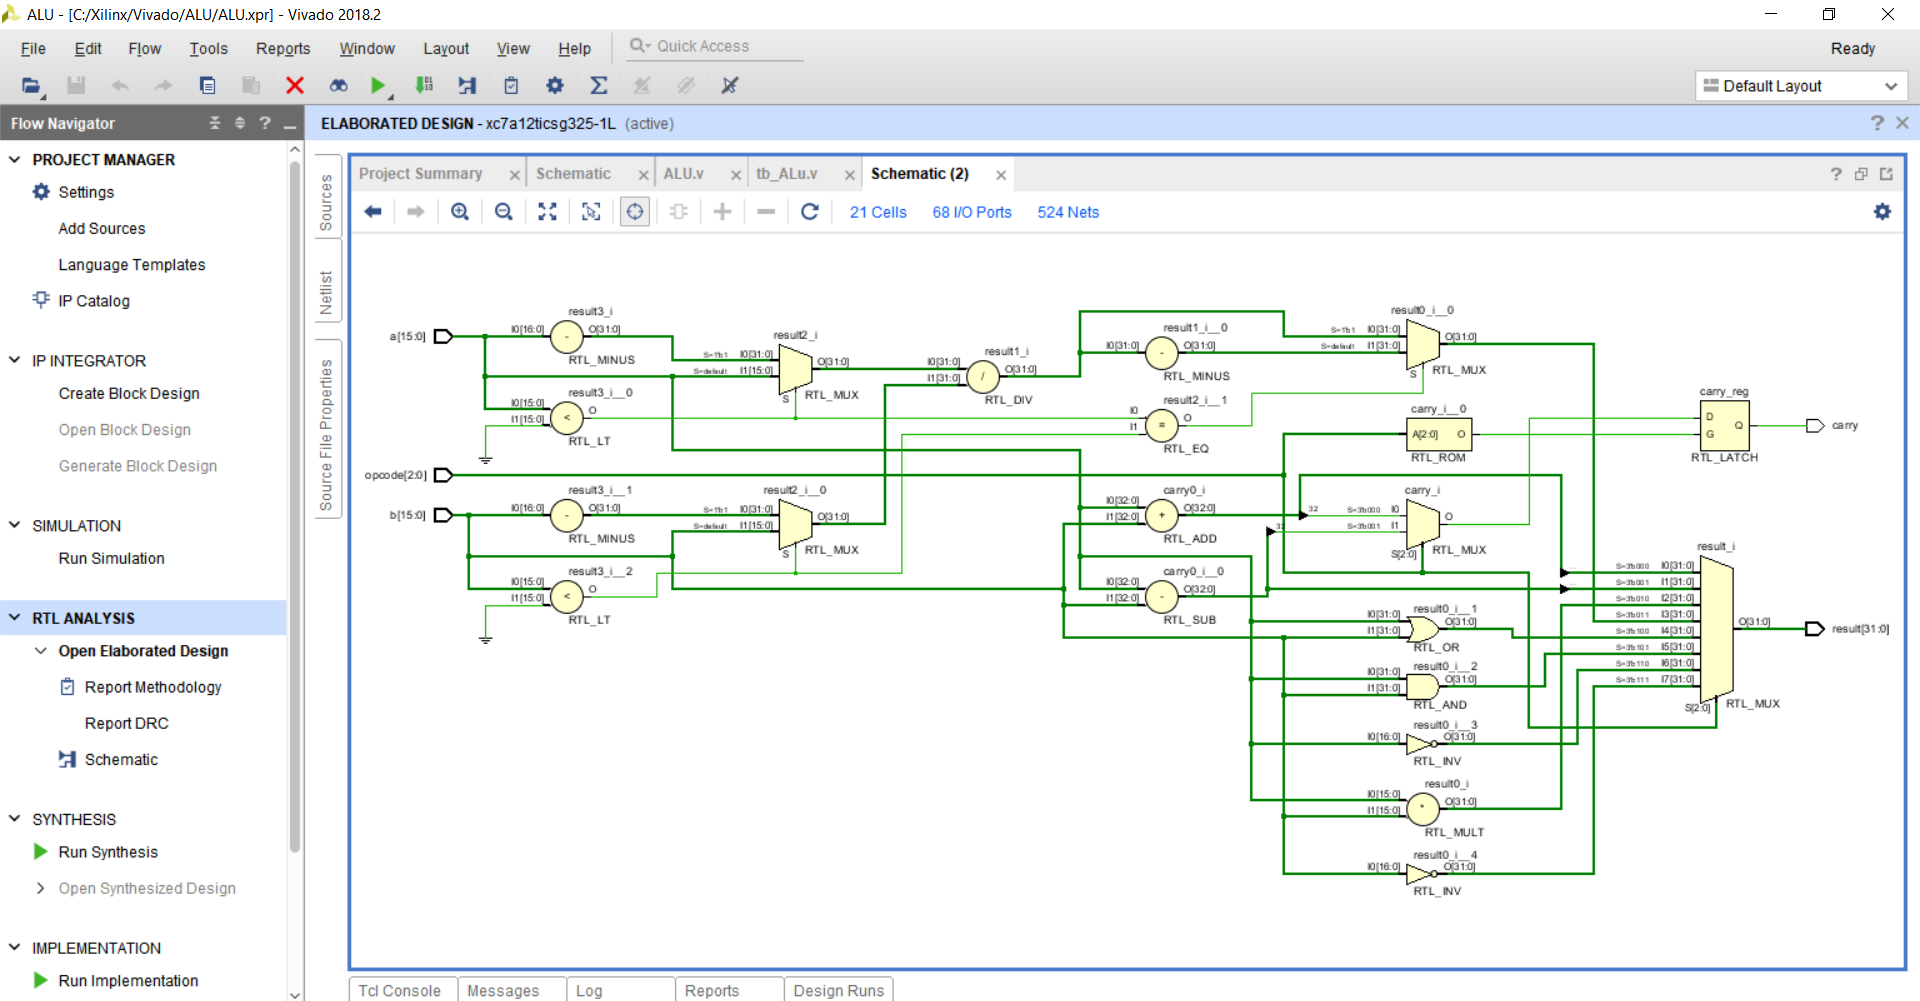 ALU - [C:/Xilinx/Vivado/ALU/ALU.xpr] - Vivado 2018.2
File Edit Flow Tools Reports Window Layout View Help Quick Access Ready
Default Layout
Flow Navigator
ELABORATED DESIGN - xc7a12ticsg325-1L (active)
PROJECT MANAGER
Settings
Add Sources
Language Templates
IP Catalog
IP INTEGRATOR
Create Block Design
Open Block Design
Generate Block Design
SIMULATION
Run Simulation
RTL ANALYSIS
Open Elaborated Design
Report Methodology
Report DRC
Schematic
SYNTHESIS
Run Synthesis
Open Synthesized Design
IMPLEMENTATION
Run Implementation
Sources
Netlist
Source File Properties
Project Summary Schematic ALU.v tb_ALu.v Schematic (2)
21 Cells 68 I/O Ports 524 Nets
a[15:0]
opcode[2:0]
b[15:0]
result3_i
I0[16:0] O[31:0]
-
RTL_MINUS
result3_i__0
I0[15:0] O
I1[15:0]
<
RTL_LT
result3_i__1
I0[16:0] O[31:0]
-
RTL_MINUS
result3_i__2
I0[15:0] O
I1[15:0]
<
RTL_LT
result2_i
S=1'b1 I0[31:0] O[31:0]
S=default I1[15:0]
S
RTL_MUX
result2_i__0
S=1'b1 I0[31:0] O[31:0]
S=default I1[15:0]
S
RTL_MUX
result1_i
I0[31:0] O[31:0]
I1[31:0]
/
RTL_DIV
result1_i__0
I0[31:0] O[31:0]
-
RTL_MINUS
result2_i__1
I0 O
I1
=
RTL_EQ
carry0_i
I0[32:0] O[32:0]
I1[32:0]
+
RTL_ADD
carry0_i__0
I0[32:0] O[32:0]
I1[32:0]
-
RTL_SUB
result0_i__0
S=1'b1 I0[31:0] O[31:0]
S=default I1[31:0]
S
RTL_MUX
carry_i__0
A[2:0] O
RTL_ROM
carry_i
32 S=3'b000 I0 O
32 S=3'b001 I1
S[2:0]
RTL_MUX
result0_i__1
I0[31:0] O[31:0]
I1[31:0]
RTL_OR
result0_i__2
I0[31:0] O[31:0]
I1[31:0]
RTL_AND
result0_i__3
I0[16:0] O[31:0]
RTL_INV
result0_i
I0[15:0] O[31:0]
I1[15:0]
*
RTL_MULT
result0_i__4
I0[16:0] O[31:0]
RTL_INV
carry_reg
D Q
G
RTL_LATCH
carry
result_i
... S=3'b000 I0[31:0]
... S=3'b001 I1[31:0]
S=3'b010 I2[31:0]
S=3'b011 I3[31:0]
S=3'b100 I4[31:0]
S=3'b101 I5[31:0]
S=3'b110 I6[31:0]
S=3'b111 I7[31:0]
O[31:0]
S[2:0]
RTL_MUX
result[31:0]
Tcl Console Messages Log Reports Design Runs